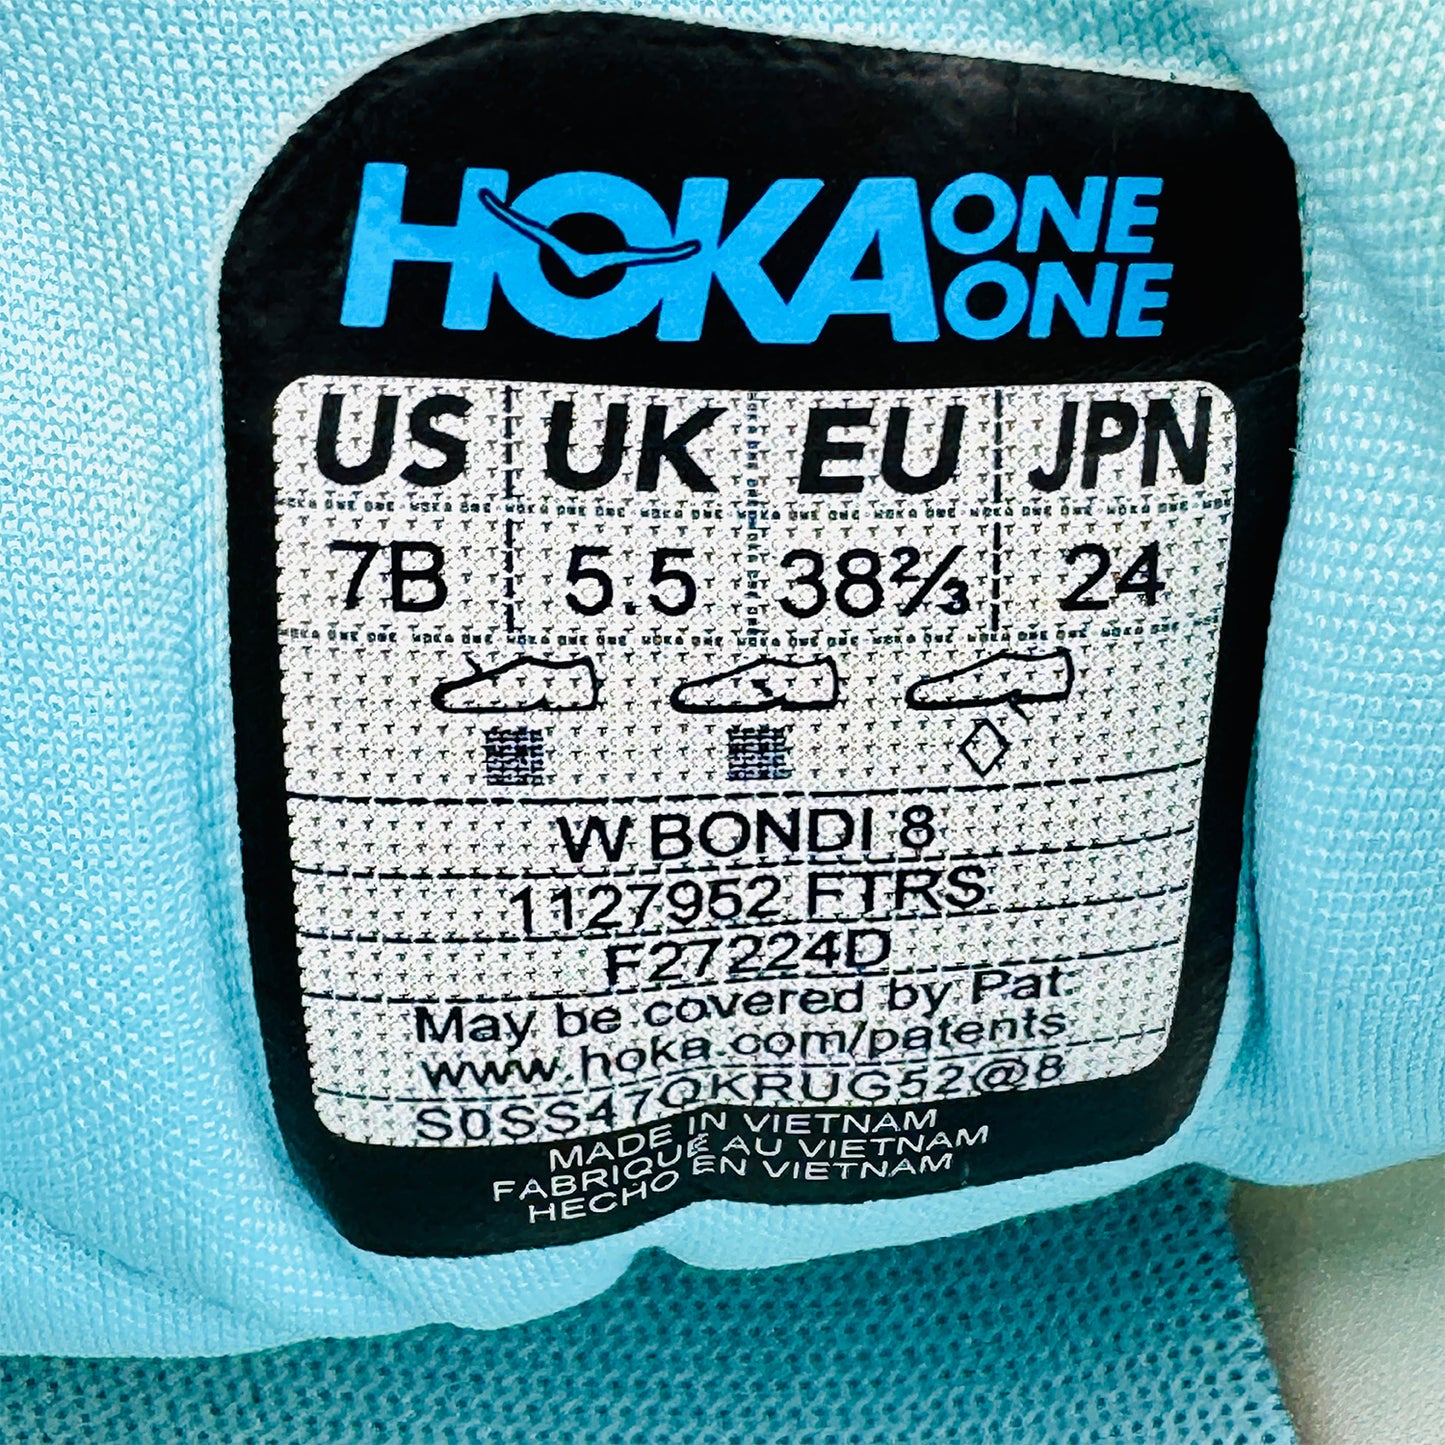 HOKA ONE ONE
US UK EU JPN
7B 5.5 38⅔ 24
W BONDI 8
1127952 FTRS
F27224D
May be covered by Pat.
www.hoka.com/patents
S0SS47QKRUG52@8
MADE IN VIETNAM
FABRIQUÉ AU VIETNAM
HECHO EN VIETNAM